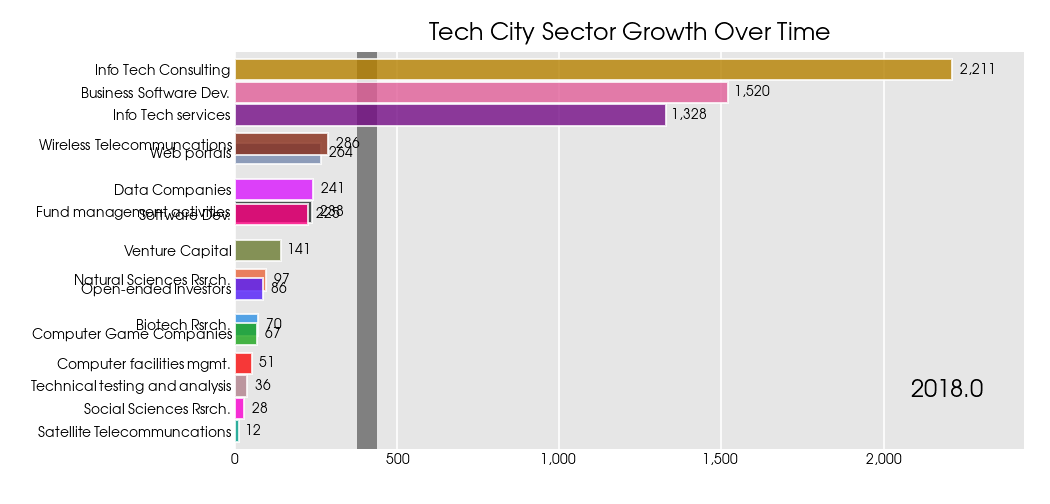 Tech City Sector Growth Over Time
Info Tech Consulting 2,211
Business Software Dev. 1,520
Info Tech services 1,328
Wireless Telecommuncations 286
Web portals 264
Data Companies 241
Fund management activities 238
Software Dev. 225
Venture Capital 141
Natural Sciences Rsrch. 97
Open-ended Investors 86
Biotech Rsrch. 70
Computer Game Companies 67
Computer facilities mgmt. 51
Technical testing and analysis 36
Social Sciences Rsrch. 28
Satellite Telecommuncations 12
2018.0
0 500 1,000 1,500 2,000